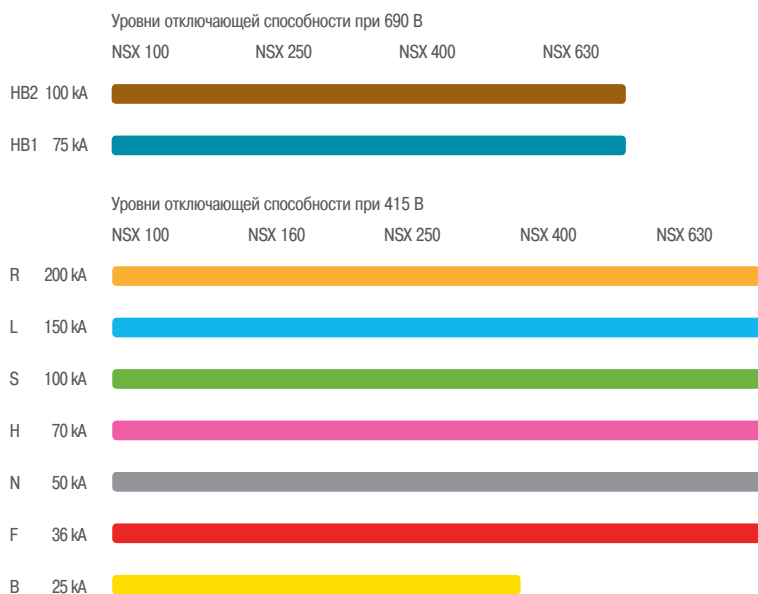 Уровни отключающей способности при 690 В
NSX 100 NSX 250 NSX 400 NSX 630
HB2 100 kA
HB1 75 kA
Уровни отключающей способности при 415 В
NSX 100 NSX 160 NSX 250 NSX 400 NSX 630
R 200 kA
L 150 kA
S 100 kA
H 70 kA
N 50 kA
F 36 kA
B 25 kA